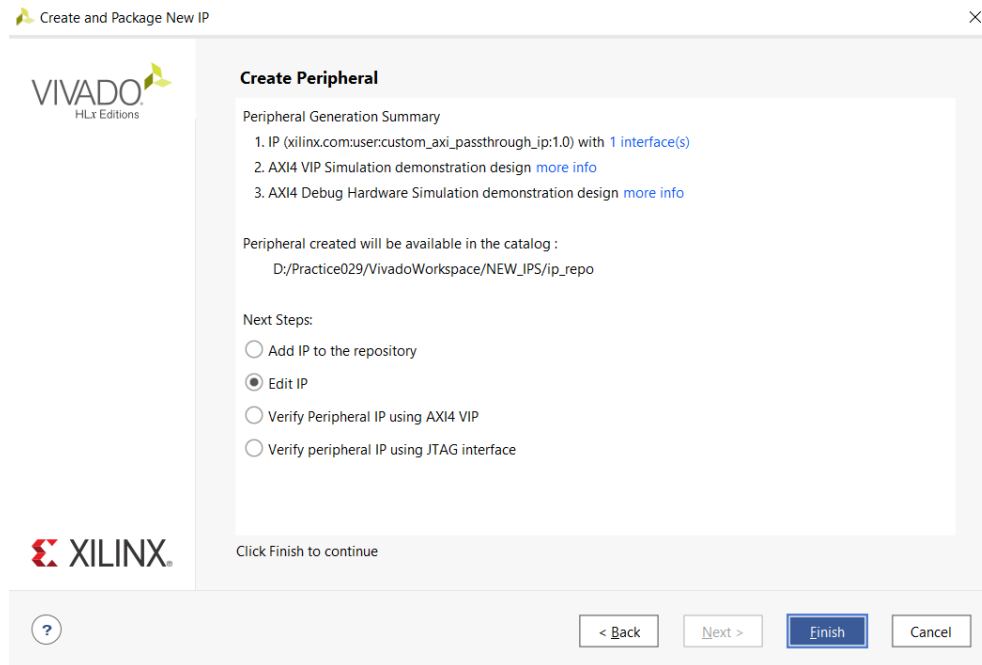 Create and Package New IP
VIVADO.
HLx Editions
Create Peripheral
Peripheral Generation Summary
1. IP (xilinx.com:user:custom_axi_passthrough_ip:1.0) with 1 interface(s)
2. AXI4 VIP Simulation demonstration design more info
3. AXI4 Debug Hardware Simulation demonstration design more info
Peripheral created will be available in the catalog :
D:/Practice029/VivadoWorkspace/NEW_IPS/ip_repo
Next Steps:
Add IP to the repository
Edit IP
Verify Peripheral IP using AXI4 VIP
Verify peripheral IP using JTAG interface
XILINX.
Click Finish to continue
? < Back Next > Finish Cancel